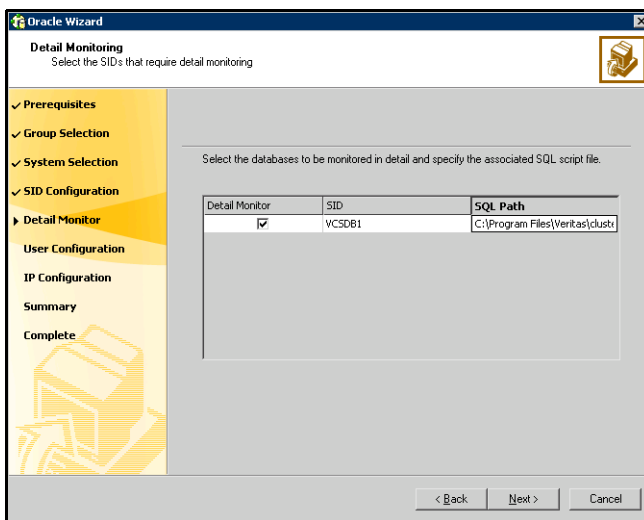 Oracle Wizard
Detail Monitoring
Select the SIDs that require detail monitoring
Prerequisites
Group Selection
System Selection
SID Configuration
Detail Monitor
User Configuration
IP Configuration
Summary
Complete
Select the databases to be monitored in detail and specify the associated SQL script file.
Detail Monitor SID SQL Path
VCSDB1 C:\Program Files\Veritas\cluste
< Back Next > Cancel